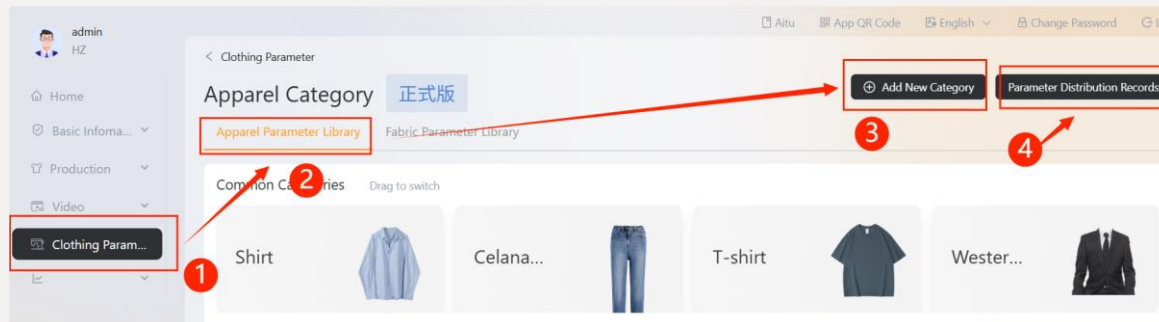 admin
HZ
Aitu
App QR Code
English
Change Password
Clothing Parameter
Home
Apparel Category 正式版
Add New Category
Parameter Distribution Records
Basic Infoma...
Apparel Parameter Library
Fabric Parameter Library
3
4
Production
2
Common Categories
Drag to switch
Video
Clothing Param...
1
Shirt
Celana...
T-shirt
Wester...